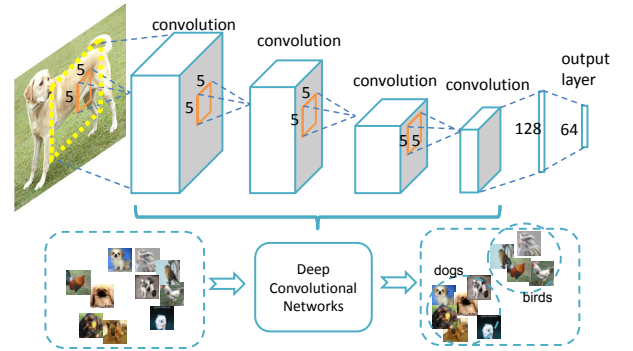 convolution
convolution
convolution
convolution
output
layer
5
5
5
5
5
5
5
5
128
64
Deep
Convolutional
Networks
dogs
birds